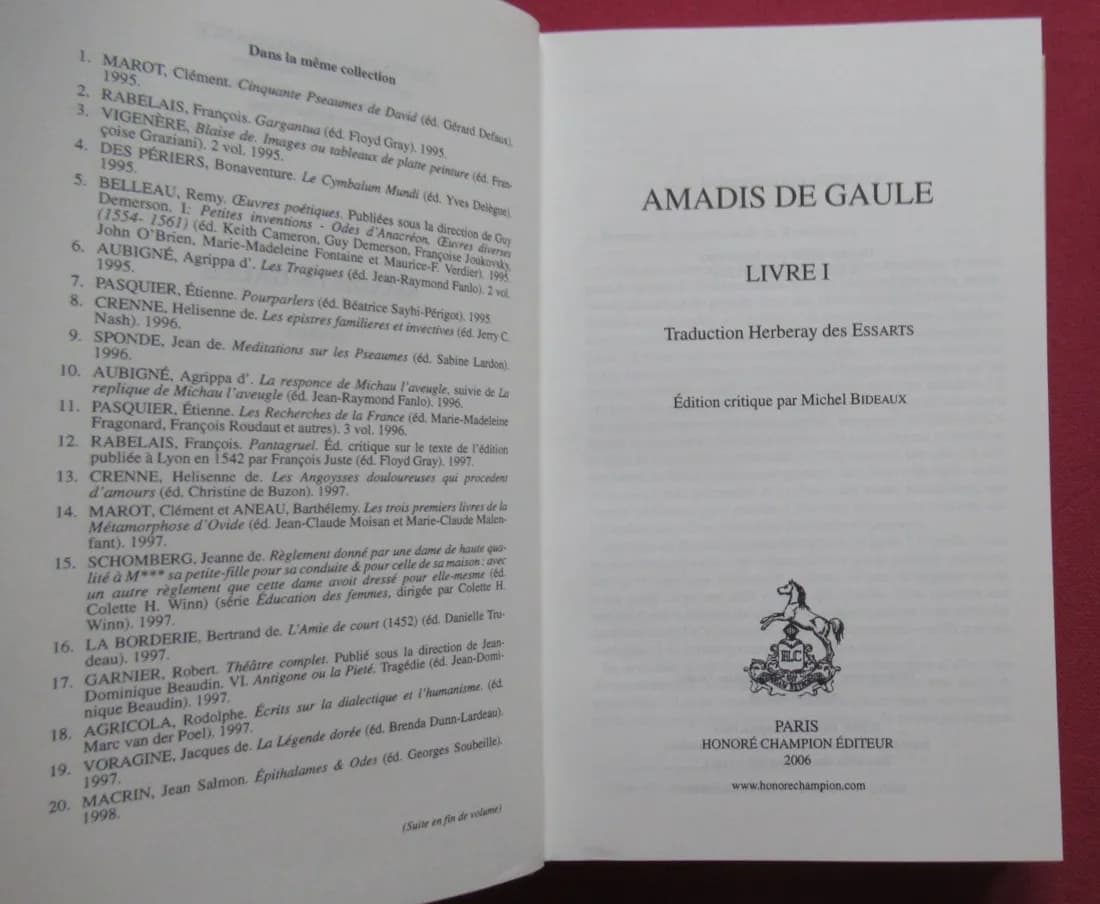 Dans la même collection
1. MAROT, Clément. Cinquante Pseaumes de David (éd. Gérard Defaux).
1995.
2. RABELAIS, François. Gargantua (éd. Floyd Gray). 1995.
3. VIGENÈRE, Blaise de. Images ou tableaux de platte peinture (éd. Fran-
çoise Graziani). 2 vol. 1995.
4. DES PÉRIERS, Bonaventure. Le Cymbalum Mundi (éd. Yves Delègue).
1995.
5. BELLEAU, Remy. Œuvres poétiques. Publiées sous la direction de Guy
Demerson, I: Petites inventions - Odes d'Anacréon, Œuvres diverses
(1554- 1561) (éd. Keith Cameron, Guy Demerson, Françoise Joukovsky,
John O'Brien, Marie-Madeleine Fontaine et Maurice-F. Verdier). 1995.
6. AUBIGNÉ, Agrippa d'. Les Tragiques (éd. Jean-Raymond Fanlo). 2 vol.
1995.
7. PASQUIER, Étienne. Pourparlers (éd. Béatrice Sayhi-Périgot). 1995.
8. CRENNE, Helisenne de. Les epistres familieres et invectives (éd. Jerry C.
Nash). 1996.
9. SPONDE, Jean de. Meditations sur les Pseaumes (éd. Sabine Lardon).
1996.
10. AUBIGNÉ, Agrippa d'. La responce de Michau l'aveugle, suivie de La
replique de Michau l'aveugle (éd. Jean-Raymond Fanlo). 1996.
11. PASQUIER, Étienne. Les Recherches de la France (éd. Marie-Madeleine
Fragonard, François Roudaut et autres). 3 vol. 1996.
12. RABELAIS, François. Pantagruel. Éd. critique sur le texte de l'édition
publiée à Lyon en 1542 par François Juste (éd. Floyd Gray). 1997.
13. CRENNE, Helisenne de. Les Angoysses douloureuses qui procedent
d'amours (éd. Christine de Buzon). 1997.
14. MAROT, Clément et ANEAU, Barthélemy. Les trois premiers livres de la
Métamorphose d'Ovide (éd. Jean-Claude Moisan et Marie-Claude Malen-
fant). 1997.
15. SCHOMBERG, Jeanne de. Règlement donné par une dame de haute qua-
lité à M*** sa petite-fille pour sa conduite & pour celle de sa maison : avec
un autre règlement que cette dame avoit dressé pour elle-mesme (éd.
Colette H. Winn) (série Éducation des femmes, dirigée par Colette H.
Winn). 1997.
16. LA BORDERIE, Bertrand de. L'Amie de court (1452) (éd. Danielle Tru-
deau). 1997.
17. GARNIER, Robert. Théâtre complet. Publié sous la direction de Jean-
Dominique Beaudin. VI. Antigone ou la Pieté, Tragédie (éd. Jean-Domi-
nique Beaudin). 1997.
18. AGRICOLA, Rodolphe. Écrits sur la dialectique et l'humanisme. (éd.
Marc van der Poel). 1997.
19. VORAGINE, Jacques de. La Légende dorée (éd. Brenda Dunn-Lardeau).
1997.
20. MACRIN, Jean Salmon. Épithalames & Odes (éd. Georges Soubeille).
1998.
(Suite en fin de volume)
AMADIS DE GAULE
LIVRE I
Traduction Herberay des ESSARTS
Édition critique par Michel BIDEAUX
HLC
PARIS
HONORÉ CHAMPION ÉDITEUR
2006
www.honorechampion.com